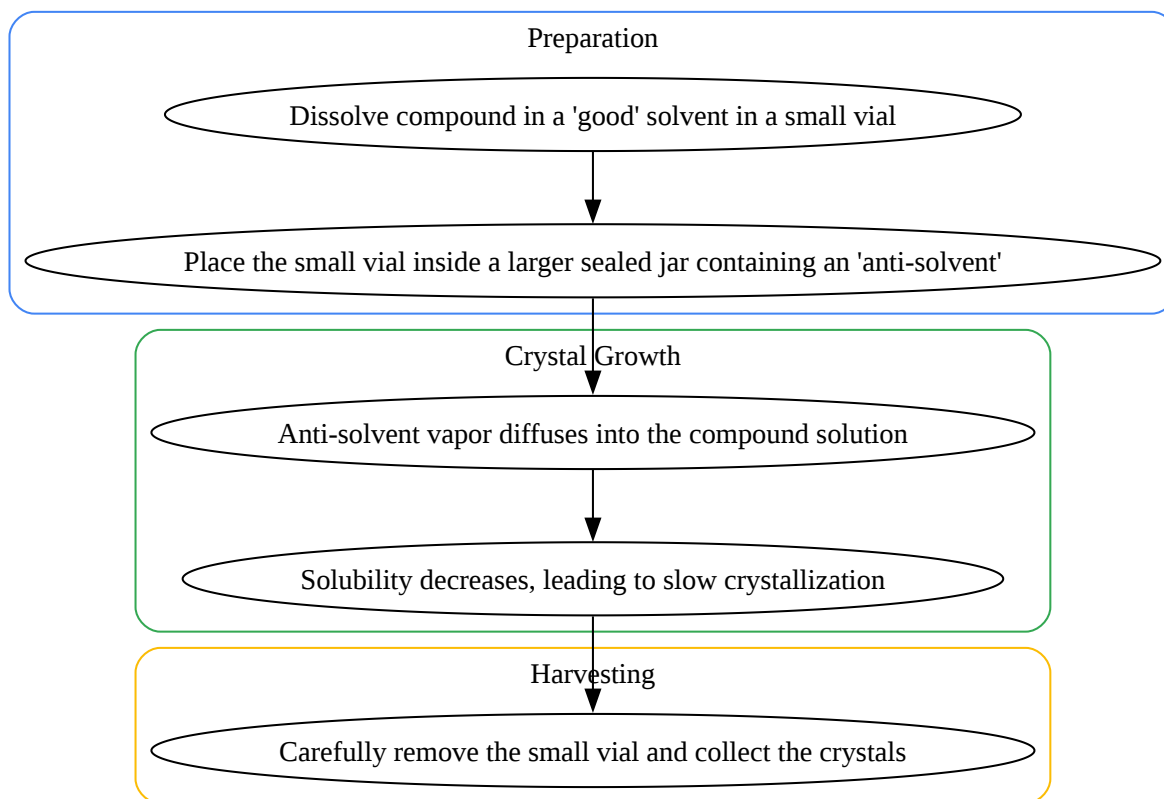 Preparation
Dissolve compound in a 'good' solvent in a small vial
Place the small vial inside a larger sealed jar containing an 'anti-solvent'
Crystal Growth
Anti-solvent vapor diffuses into the compound solution
Solubility decreases, leading to slow crystallization
Harvesting
Carefully remove the small vial and collect the crystals